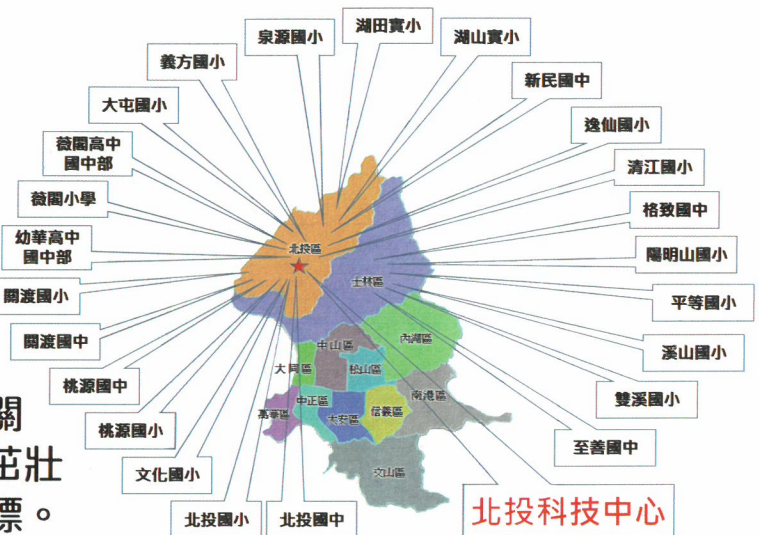 湖田實小
湖山實小
泉源國小
義方國小
新民國中
大屯國小
逸仙國小
薇閣高中
國中部
清江國小
薇閣小學
格致國中
幼華高中
國中部
北投區
陽明山國小
士林區
關渡國小
平等國小
關渡國中
內湖區
中山區
溪山國小
大同區
松山區
桃源國中
南港區
雙溪國小
中正區
信義區
萬華區
大安區
桃源國小
關
至善國中
茁壯
文化國小
文山區
標。
北投國小
北投國中
北投科技中心